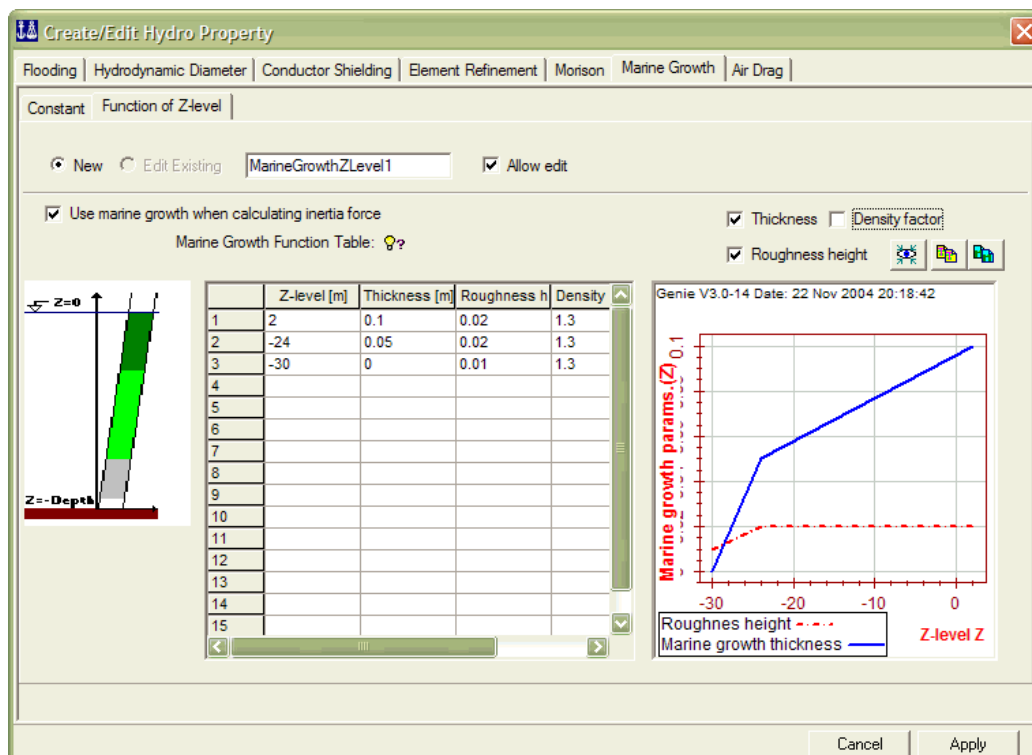 Create/Edit Hydro Property
Flooding Hydrodynamic Diameter Conductor Shielding Element Refinement Morison Marine Growth Air Drag
Constant Function of Z-level
New Edit Existing MarineGrowthZLevel1 Allow edit
Use marine growth when calculating inertia force
Thickness Density factor
Marine Growth Function Table: ?
Roughness height
Z=0
Z=-Depth
Z-level [m] Thickness [m] Roughness h Density
1 2 0.1 0.02 1.3
2 -24 0.05 0.02 1.3
3 -30 0 0.01 1.3
4
5
6
7
8
9
10
11
12
13
14
15
Genie V3.0-14 Date: 22 Nov 2004 20:18:42
Marine growth params.(Z)
0.1
0
-30 -20 -10 0
Z-level Z
Roughnes height
Marine growth thickness
Cancel Apply